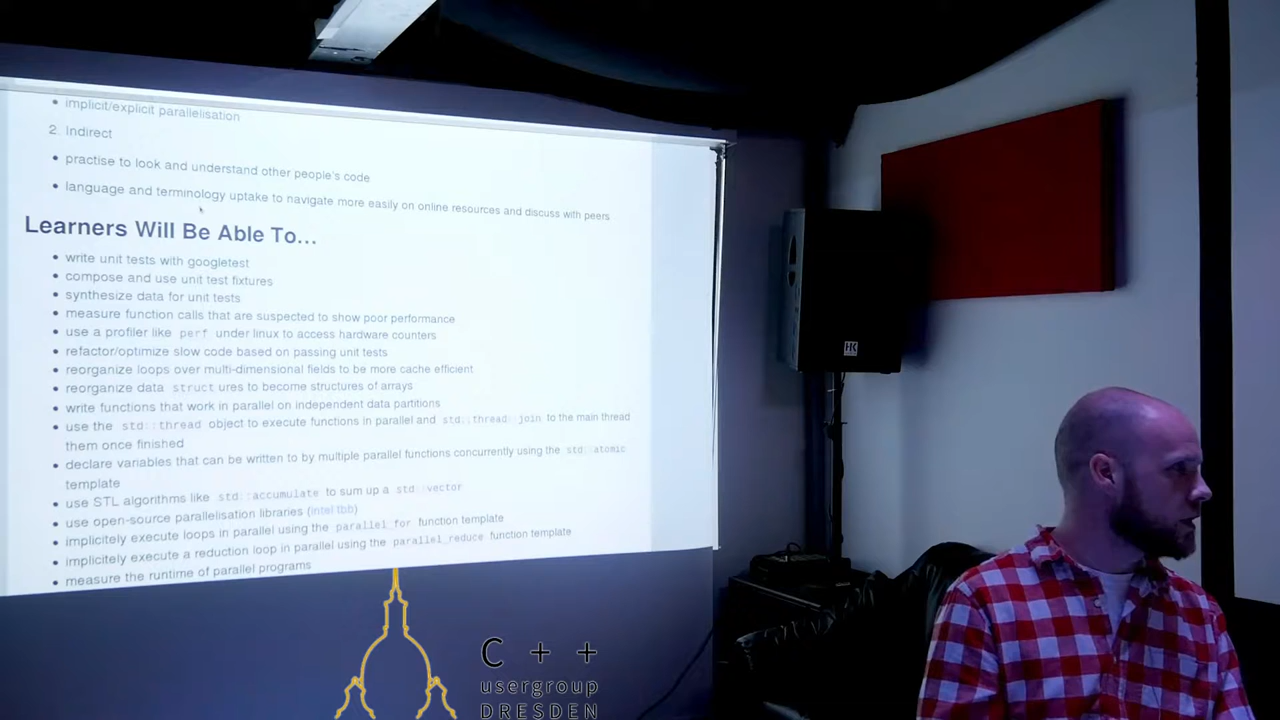 • implicit/explicit parallelisation
2. Indirect
• practise to look and understand other people's code
• language and terminology uptake to navigate more easily on online resources and discuss with peers
Learners Will Be Able To...
• write unit tests with googletest
• compose and use unit test fixtures
• synthesize data for unit tests
• measure function calls that are suspected to show poor performance
• use a profiler like perf under linux to access hardware counters
• refactor/optimize slow code based on passing unit tests
• reorganize loops over multi-dimensional fields to be more cache efficient
• reorganize data struct ures to become structures of arrays
• write functions that work in parallel on independent data partitions
• use the std::thread object to execute functions in parallel and std::thread::join to the main thread
them once finished
• declare variables that can be written to by multiple parallel functions concurrently using the std::atomic
template
• use STL algorithms like std::accumulate to sum up a std::vector
• use open-source parallelisation libraries (intel tbb)
• implicitely execute loops in parallel using the parallel_for function template
• implicitely execute a reduction loop in parallel using the parallel_reduce function template
• measure the runtime of parallel programs
HK
C++
usergroup
DRESDEN